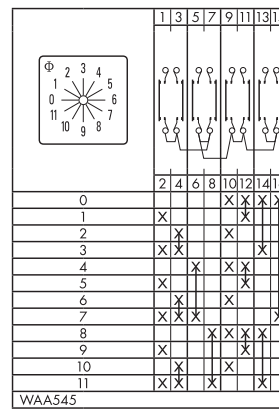 1 3 5 7 9 11 13
Φ
2 3 4
1 5
0 6
11 7
10 9 8
2 4 6 8 10 12 14
0 X X X X
1 X X
2 X X
3 X X X
4 X X X
5 X X
6 X X
7 X X X X
8 X X X X
9 X X
10 X X
11 X X X X
WAA545